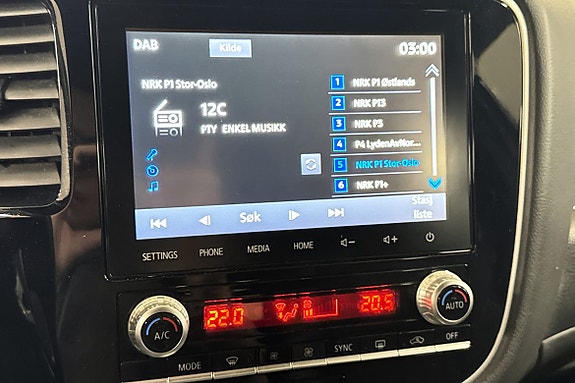 DAB Kilde 03:00
NRK P1 Stor-Oslo
12C
PTY ENKEL MUSIKK
1 NRK P1 Østlands
2 NRK P13
3 NRK P3
4 P4 LydenAvNor...
5 NRK P1 Stor-Oslo
6 NRK P1+
Søk
Stasj
liste
SETTINGS PHONE MEDIA HOME
22.0 20.5
A/C AUTO
MODE SYNC OFF